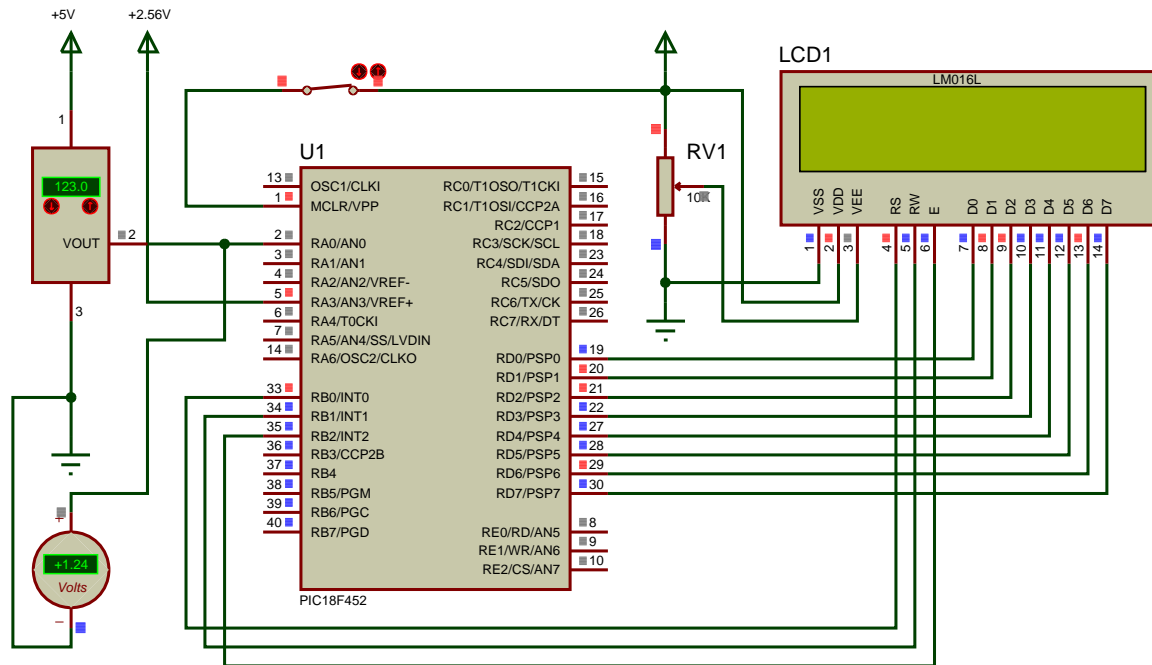 +5V
+2.56V
LCD1
LM016L
1
123.0
VOUT
2
3
+
+1.24
Volts
−
U1
13 OSC1/CLKI
1 MCLR/VPP
2 RA0/AN0
3 RA1/AN1
4 RA2/AN2/VREF-
5 RA3/AN3/VREF+
6 RA4/T0CKI
7 RA5/AN4/SS/LVDIN
14 RA6/OSC2/CLKO
33 RB0/INT0
34 RB1/INT1
35 RB2/INT2
36 RB3/CCP2B
37 RB4
38 RB5/PGM
39 RB6/PGC
40 RB7/PGD
RC0/T1OSO/T1CKI 15
RC1/T1OSI/CCP2A 16
RC2/CCP1 17
RC3/SCK/SCL 18
RC4/SDI/SDA 23
RC5/SDO 24
RC6/TX/CK 25
RC7/RX/DT 26
RD0/PSP0 19
RD1/PSP1 20
RD2/PSP2 21
RD3/PSP3 22
RD4/PSP4 27
RD5/PSP5 28
RD6/PSP6 29
RD7/PSP7 30
RE0/RD/AN5 8
RE1/WR/AN6 9
RE2/CS/AN7 10
PIC18F452
RV1
10K
VSS VDD VEE RS RW E D0 D1 D2 D3 D4 D5 D6 D7
1 2 3 4 5 6 7 8 9 10 11 12 13 14